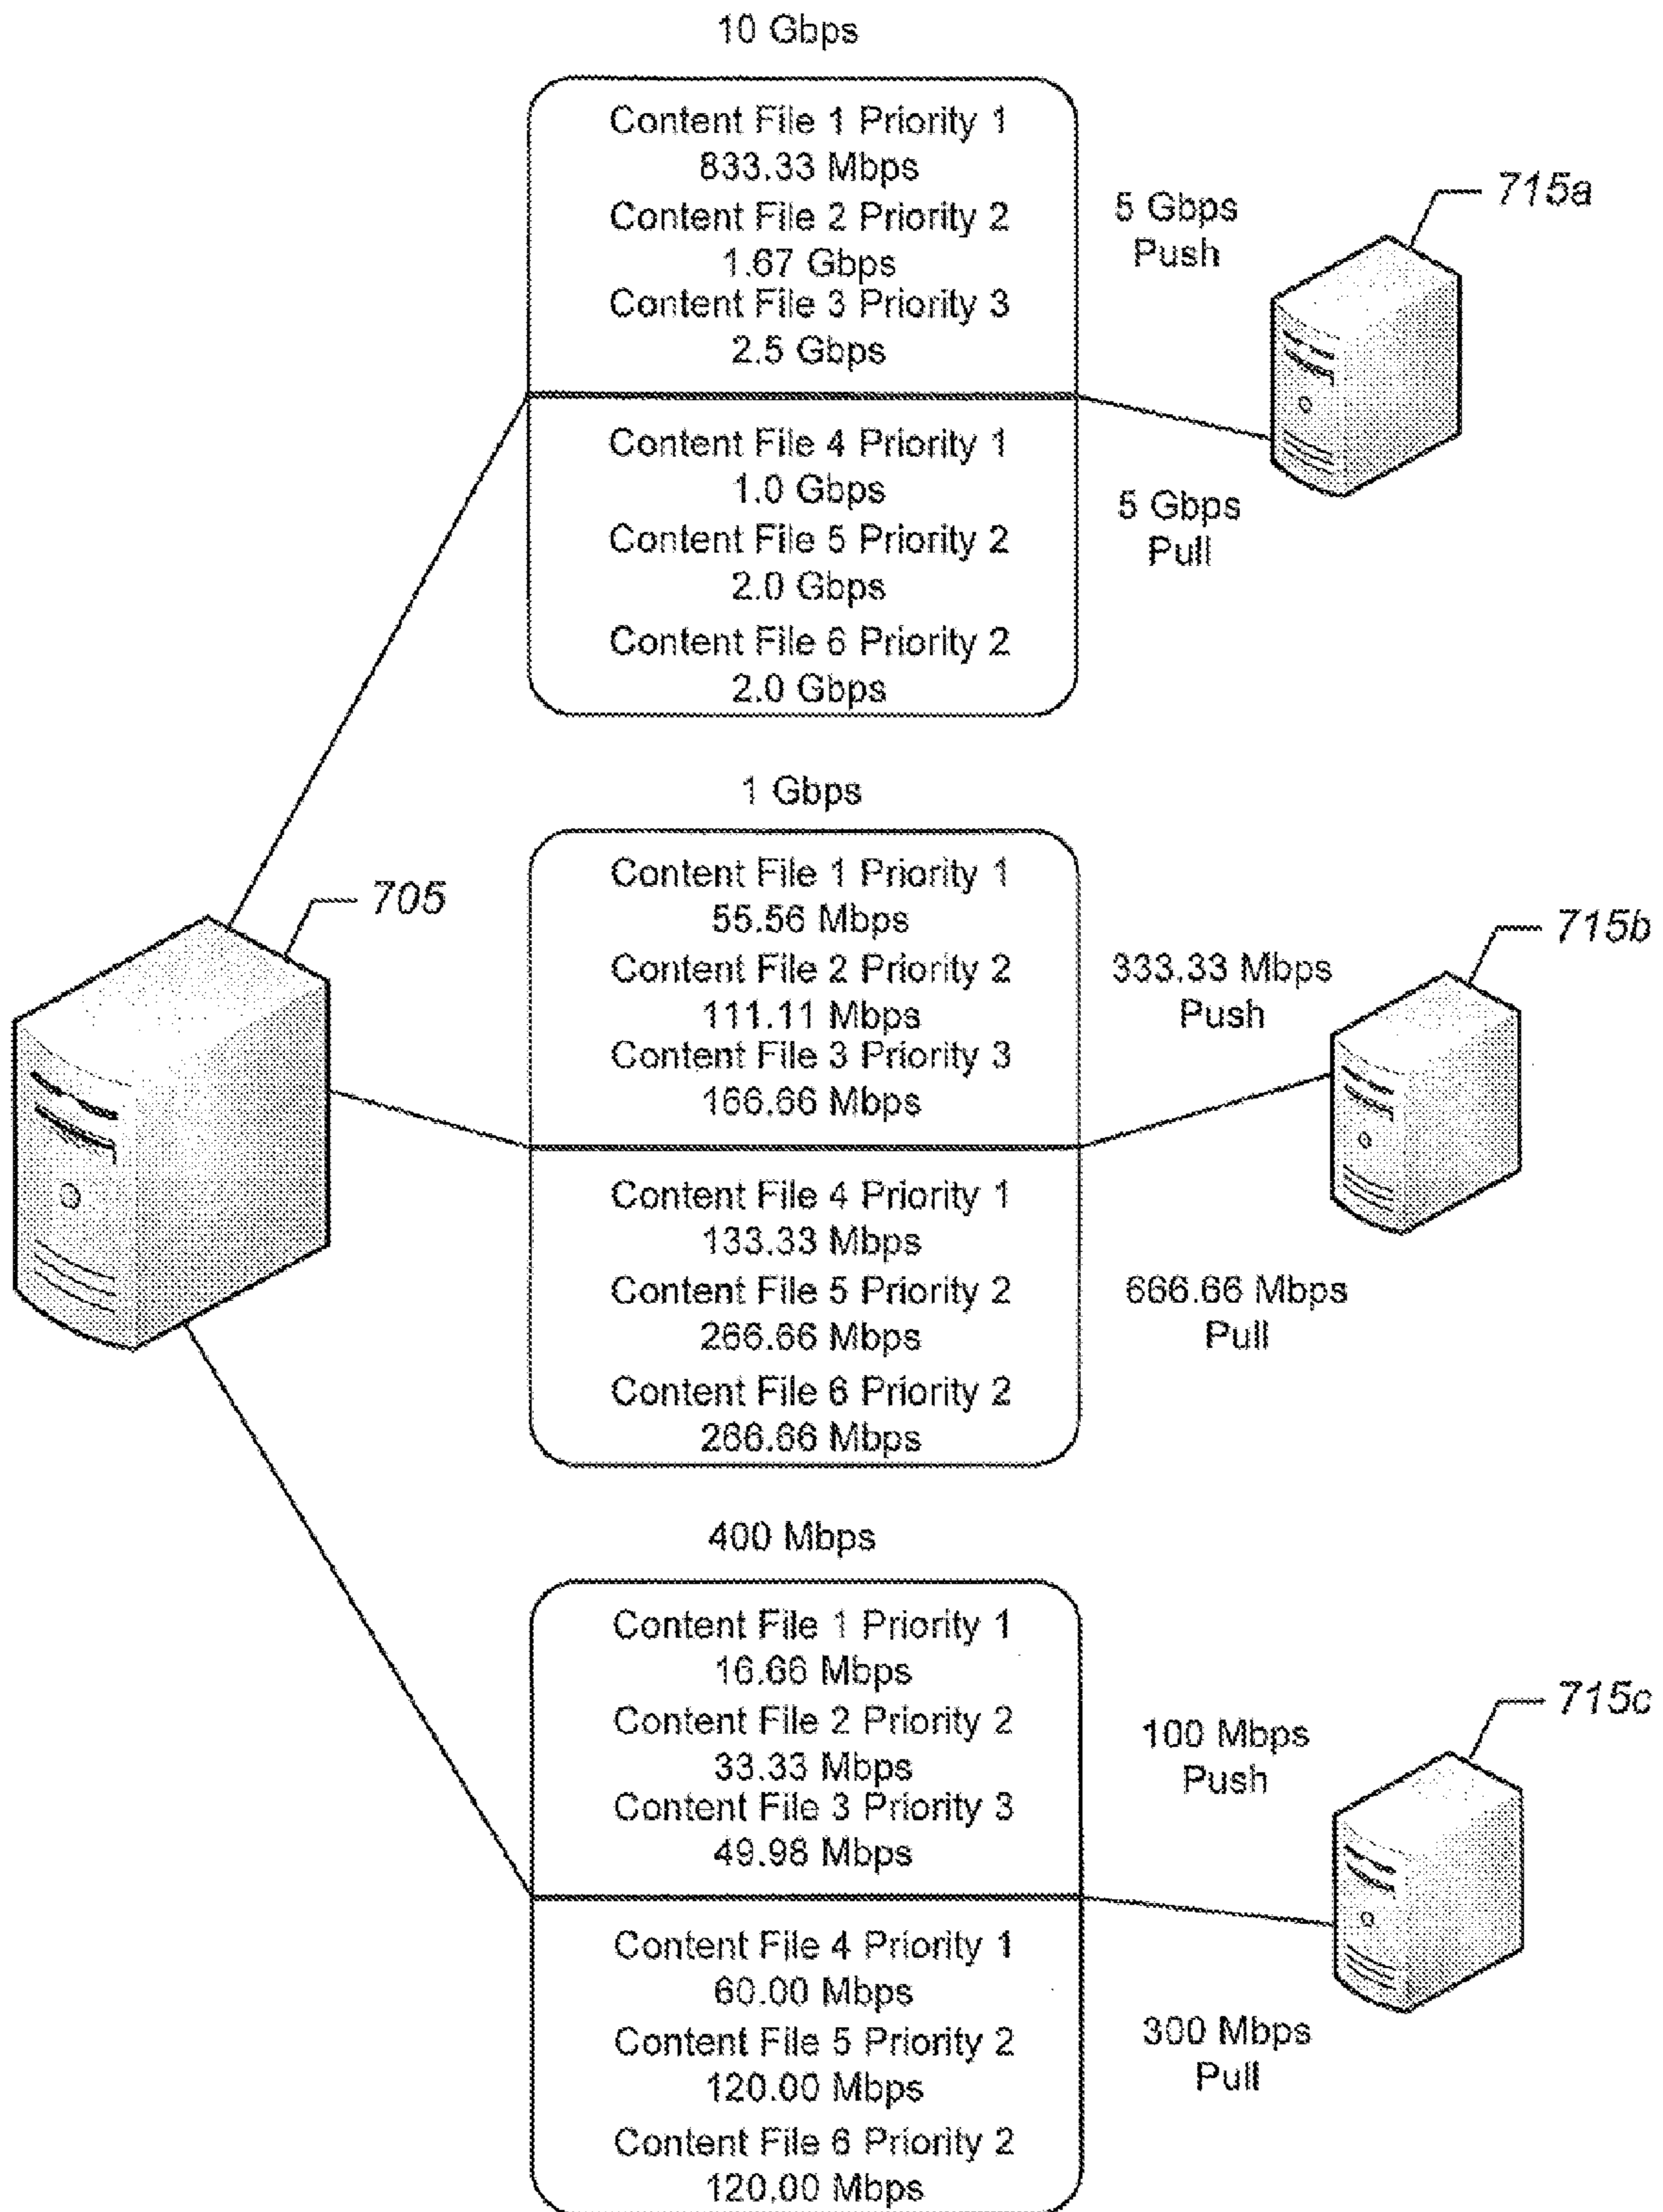 10 Gbps
Content File 1 Priority 1
833.33 Mbps
Content File 2 Priority 2
1.67 Gbps
Content File 3 Priority 3
2.5 Gbps
5 Gbps
Push
715a
Content File 4 Priority 1
1.0 Gbps
Content File 5 Priority 2
2.0 Gbps
Content File 6 Priority 2
2.0 Gbps
5 Gbps
Pull
1 Gbps
705
Content File 1 Priority 1
55.56 Mbps
Content File 2 Priority 2
111.11 Mbps
Content File 3 Priority 3
166.66 Mbps
333.33 Mbps
Push
715b
Content File 4 Priority 1
133.33 Mbps
Content File 5 Priority 2
266.66 Mbps
Content File 6 Priority 2
266.66 Mbps
666.66 Mbps
Pull
400 Mbps
Content File 1 Priority 1
16.66 Mbps
Content File 2 Priority 2
33.33 Mbps
Content File 3 Priority 3
49.98 Mbps
100 Mbps
Push
715c
Content File 4 Priority 1
60.00 Mbps
Content File 5 Priority 2
120.00 Mbps
Content File 6 Priority 2
120.00 Mbps
300 Mbps
Pull